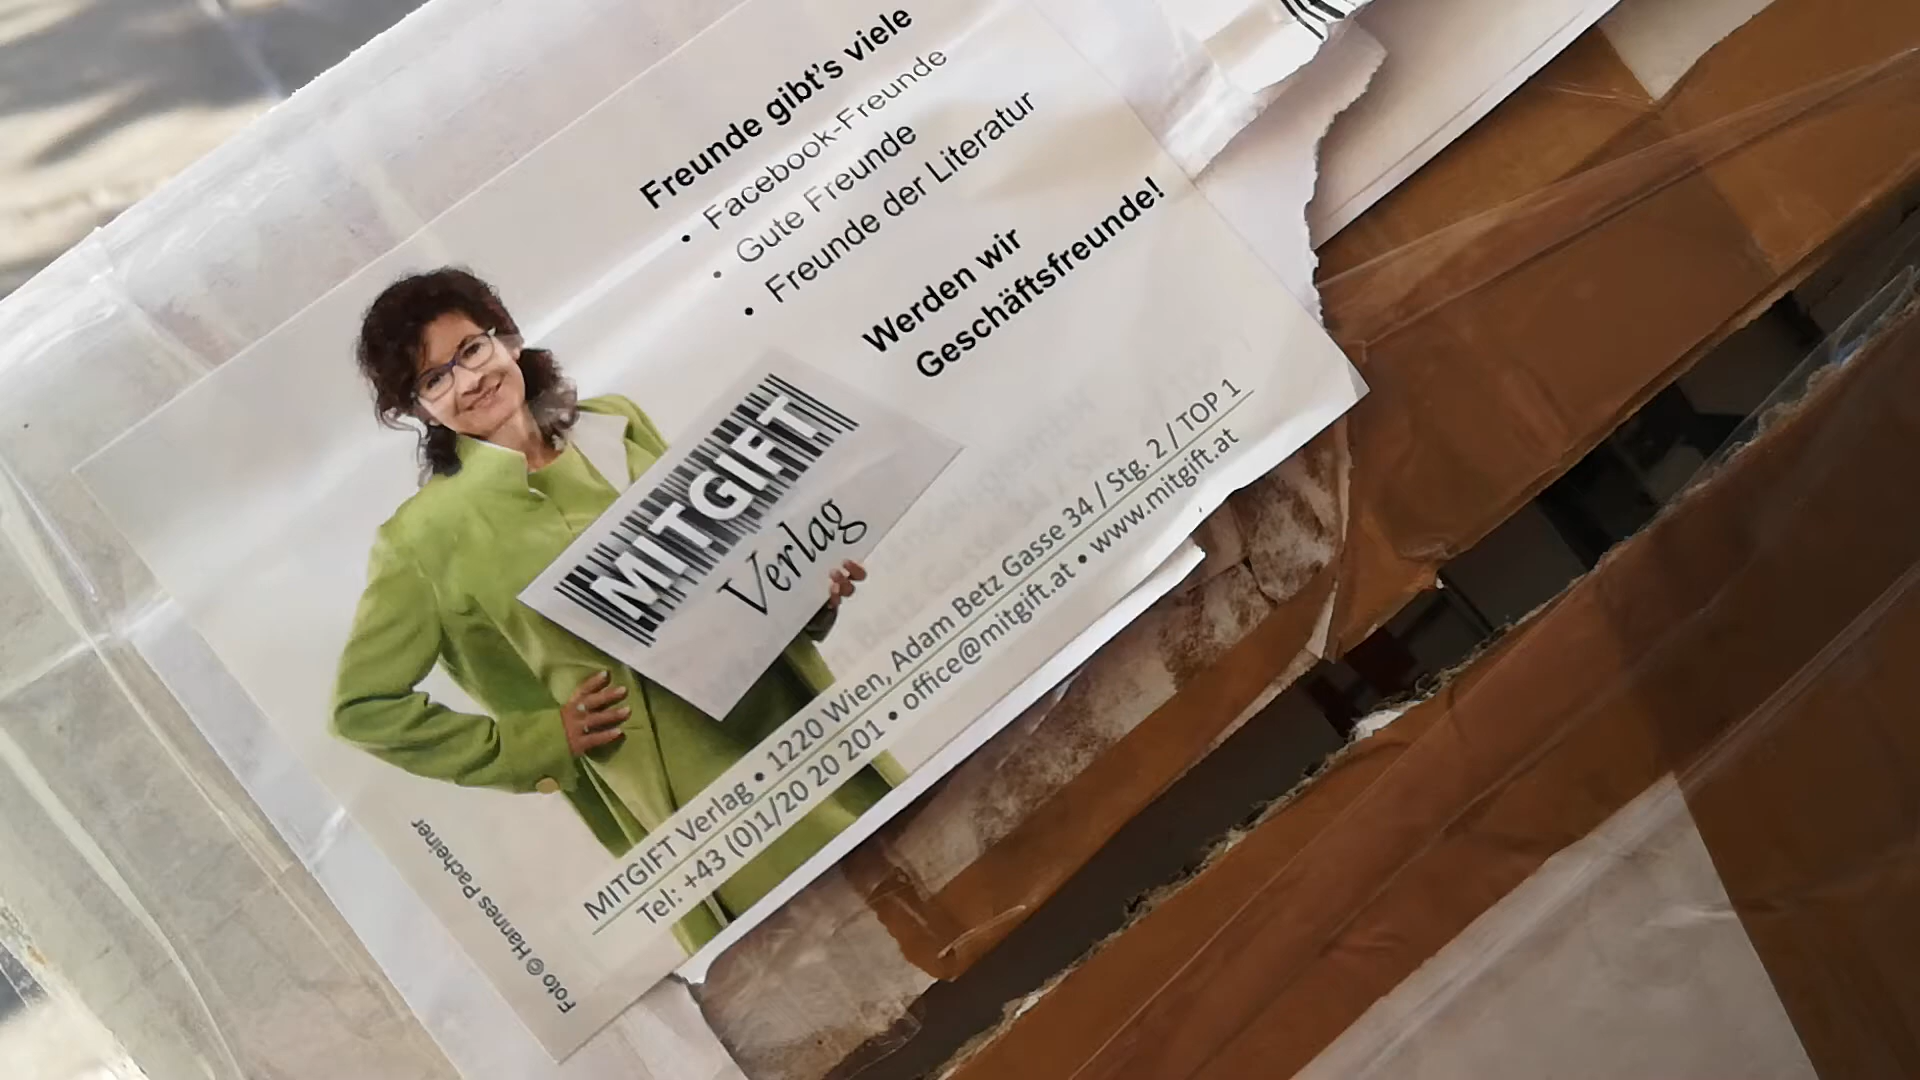 Freunde gibt's viele
• Facebook-Freunde
• Gute Freunde
• Freunde der Literatur
Werden wir
Geschäftsfreunde!
MITGIFT
Verlag
MITGIFT Verlag • 1220 Wien, Adam Betz Gasse 34 / Stg. 2 / TOP 1
Tel: +43 (0)1/20 20 201 • office@mitgift.at • www.mitgift.at
Foto © Hannes Pacheiner